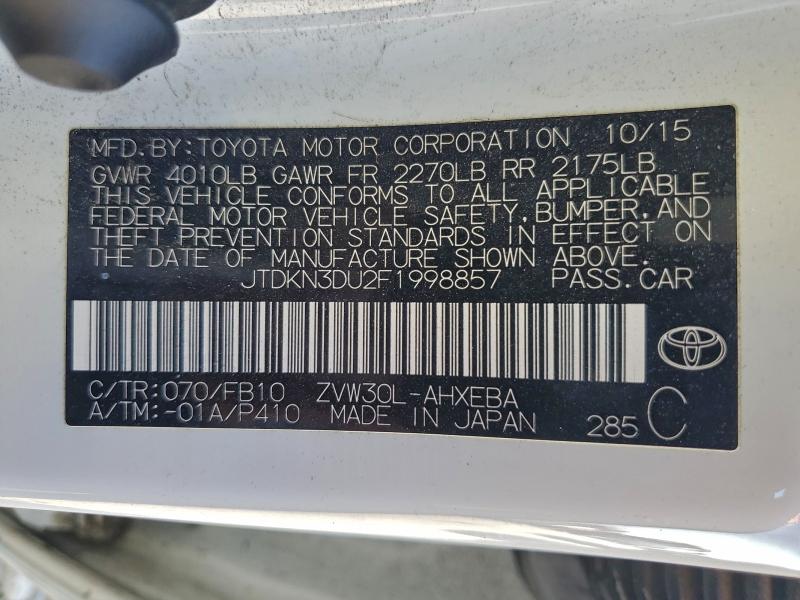 MFD.BY:TOYOTA MOTOR CORPORATION 10/15
GVWR 4010LB GAWR FR 2270LB RR 2175LB
THIS VEHICLE CONFORMS TO ALL APPLICABLE
FEDERAL MOTOR VEHICLE SAFETY,BUMPER,AND
THEFT PREVENTION STANDARDS IN EFFECT ON
THE DATE OF MANUFACTURE SHOWN ABOVE.
JTDKN3DU2F1998857 PASS.CAR
C/TR:070/FB10 ZVW30L-AHXEBA
A/TM:-01A/P410 MADE IN JAPAN 285 C